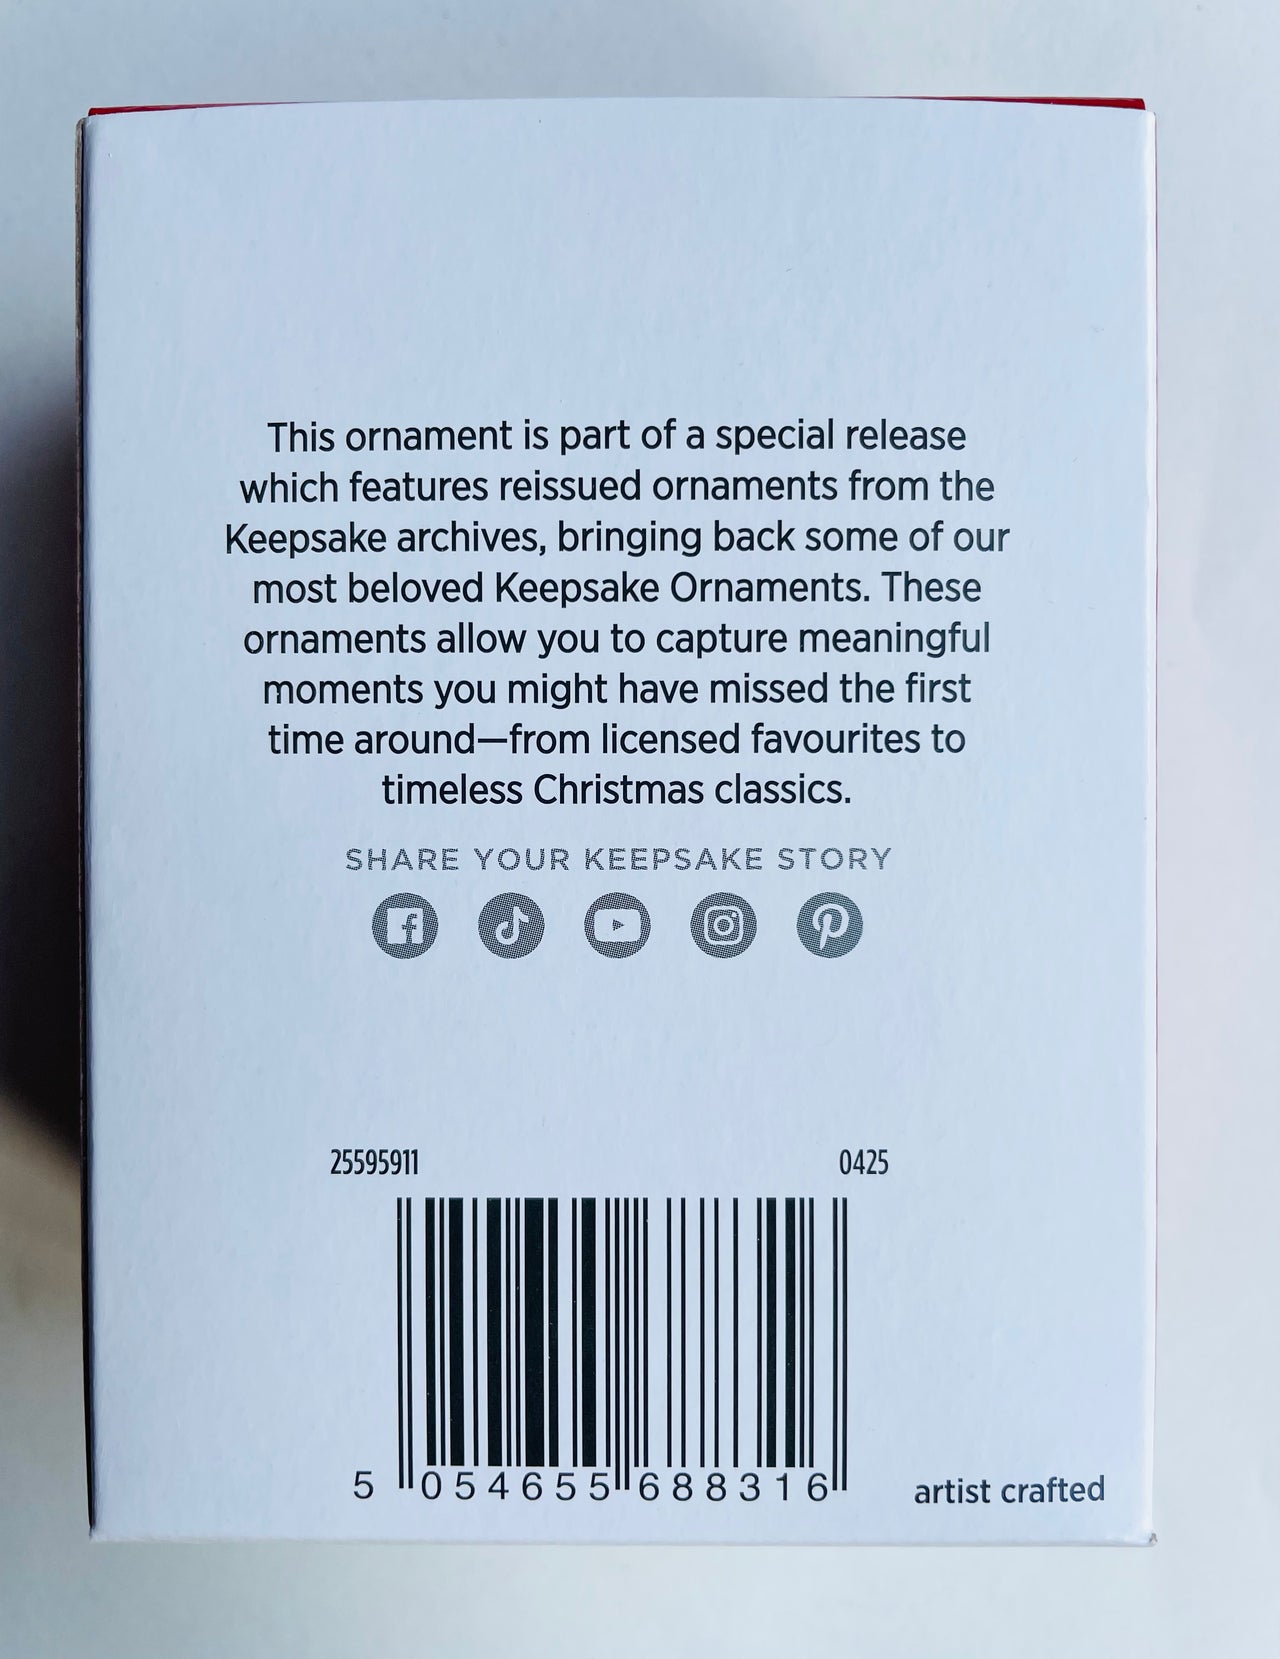 This ornament is part of a special release
which features reissued ornaments from the
Keepsake archives, bringing back some of our
most beloved Keepsake Ornaments. These
ornaments allow you to capture meaningful
moments you might have missed the first
time around—from licensed favourites to
timeless Christmas classics.
SHARE YOUR KEEPSAKE STORY
25595911 0425
5 054655 688316
artist crafted